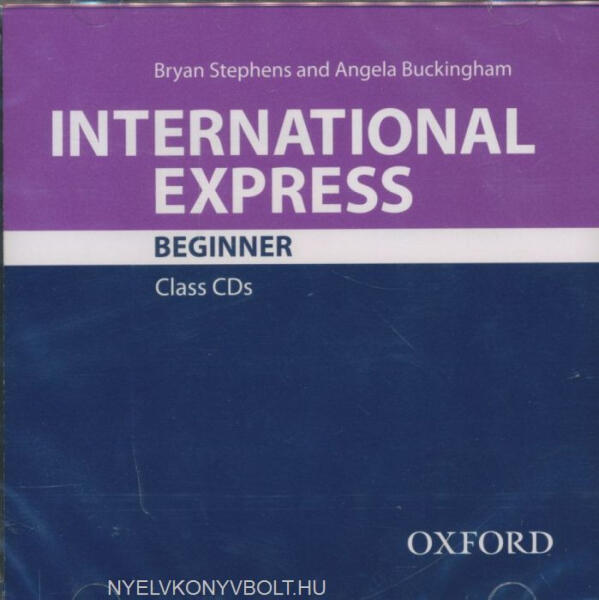 Bryan Stephens and Angela Buckingham
INTERNATIONAL
EXPRESS
BEGINNER
Class CDs
OXFORD
NYELVKONYVBOLT.HU